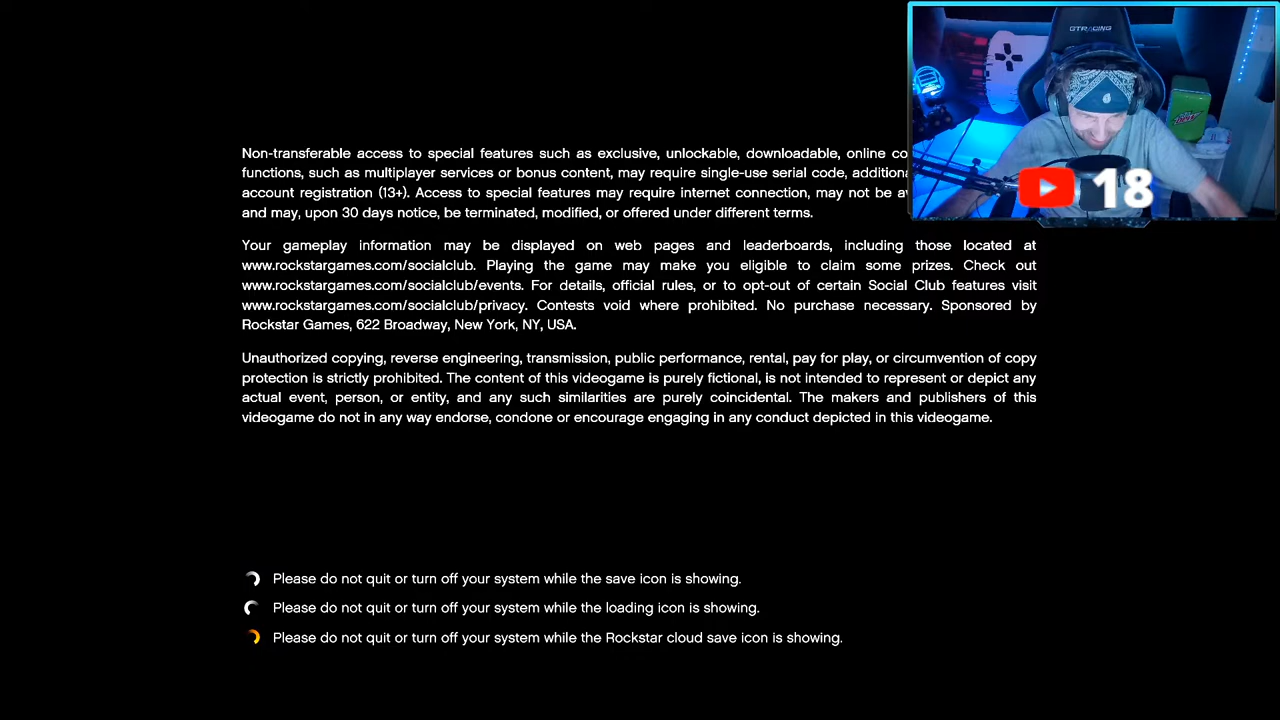 GTRACING
Non-transferable access to special features such as exclusive, unlockable, downloadable, online
functions, such as multiplayer services or bonus content, may require single-use serial code,
account registration (13+). Access to special features may require internet connection, may not be
and may, upon 30 days notice, be terminated, modified, or offered under different terms.
18
Your gameplay information may be displayed on web pages and leaderboards, including those located at
www.rockstargames.com/socialclub. Playing the game may make you eligible to claim some prizes. Check out
www.rockstargames.com/socialclub/events. For details, official rules, or to opt-out of certain Social Club features visit
www.rockstargames.com/socialclub/privacy. Contests void where prohibited. No purchase necessary. Sponsored by
Rockstar Games, 622 Broadway, New York, NY, USA.
Unauthorized copying, reverse engineering, transmission, public performance, rental, pay for play, or circumvention of copy
protection is strictly prohibited. The content of this videogame is purely fictional, is not intended to represent or depict any
actual event, person, or entity, and any such similarities are purely coincidental. The makers and publishers of this
videogame do not in any way endorse, condone or encourage engaging in any conduct depicted in this videogame.
Please do not quit or turn off your system while the save icon is showing.
Please do not quit or turn off your system while the loading icon is showing.
Please do not quit or turn off your system while the Rockstar cloud save icon is showing.